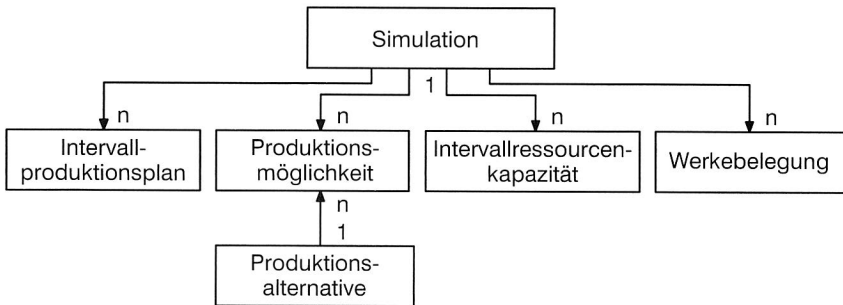 Simulation
1
n
n
n
n
Intervall-
produktionsplan
Produktions-
möglichkeit
Intervallressourcen-
kapazität
Werkebelegung
n
1
Produktions-
alternative